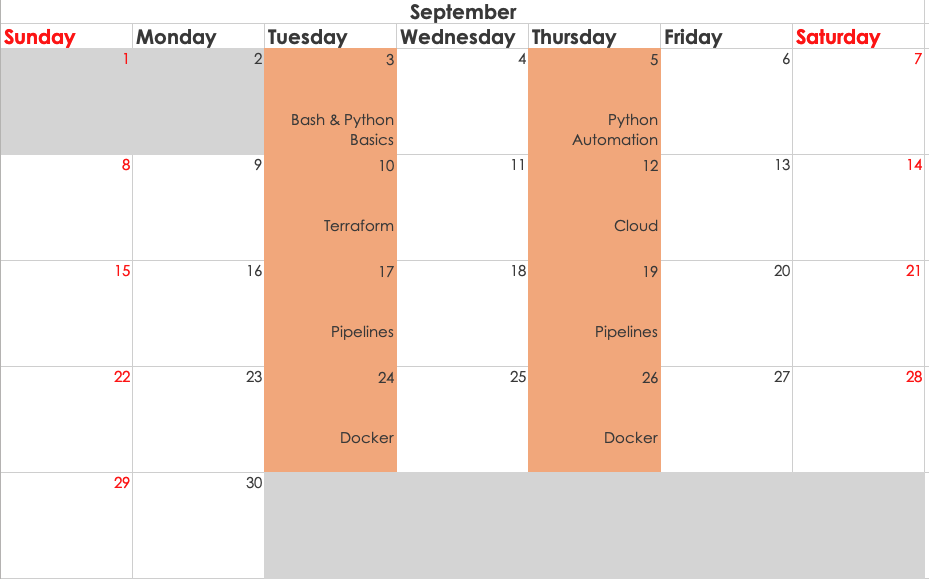 September
Sunday Monday Tuesday Wednesday Thursday Friday Saturday
1 2 3 4 5 6 7
Bash & Python Python
Basics Automation
8 9 10 11 12 13 14
Terraform Cloud
15 16 17 18 19 20 21
Pipelines Pipelines
22 23 24 25 26 27 28
Docker Docker
29 30